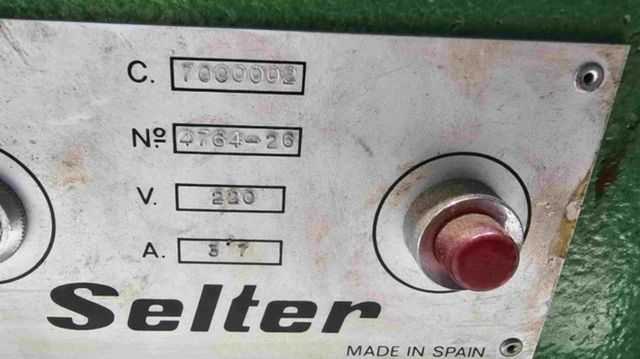 C. 7000002
Nº 4764-26
V. 220
A. 3'7
Selter
MADE IN SPAIN